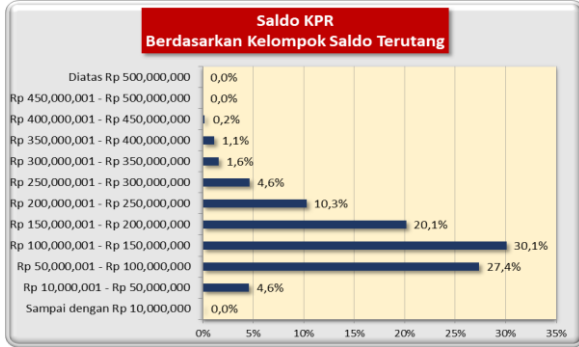 Saldo KPR
Berdasarkan Kelompok Saldo Terutang
Diatas Rp 500,000,000 0,0%
Rp 450,000,001 - Rp 500,000,000 0,0%
Rp 400,000,001 - Rp 450,000,000 0,2%
Rp 350,000,001 - Rp 400,000,000 1,1%
Rp 300,000,001 - Rp 350,000,000 1,6%
Rp 250,000,001 - Rp 300,000,000 4,6%
Rp 200,000,001 - Rp 250,000,000 10,3%
Rp 150,000,001 - Rp 200,000,000 20,1%
Rp 100,000,001 - Rp 150,000,000 30,1%
Rp 50,000,001 - Rp 100,000,000 27,4%
Rp 10,000,001 - Rp 50,000,000 4,6%
Sampai dengan Rp 10,000,000 0,0%
0% 5% 10% 15% 20% 25% 30% 35%